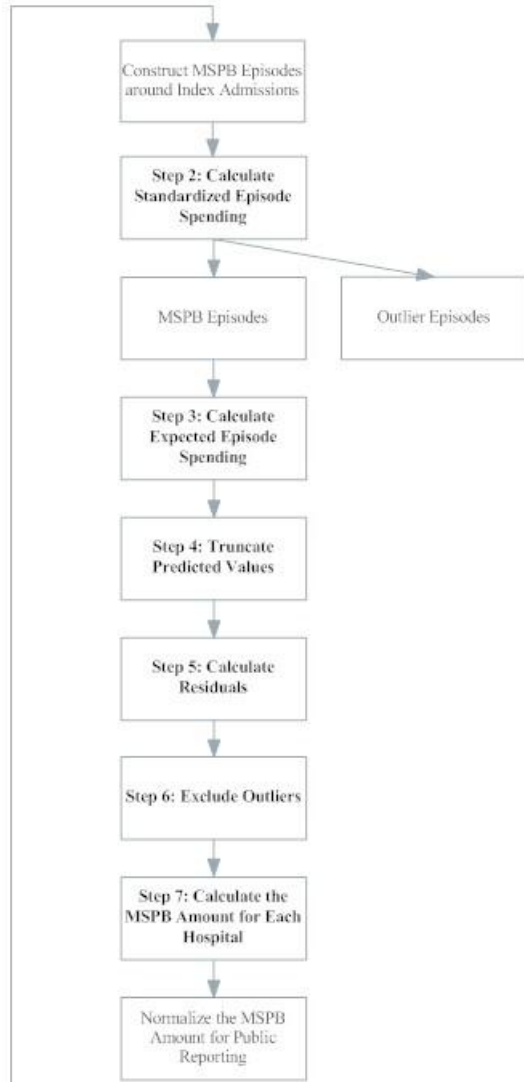 Construct MSPB Episodes
around Index Admissions
Step 2: Calculate
Standardized Episode
Spending
MSPB Episodes
Outlier Episodes
Step 3: Calculate
Expected Episode
Spending
Step 4: Truncate
Predicted Values
Step 5: Calculate
Residuals
Step 6: Exclude Outliers
Step 7: Calculate the
MSPB Amount for Each
Hospital
Normalize the MSPB
Amount for Public
Reporting